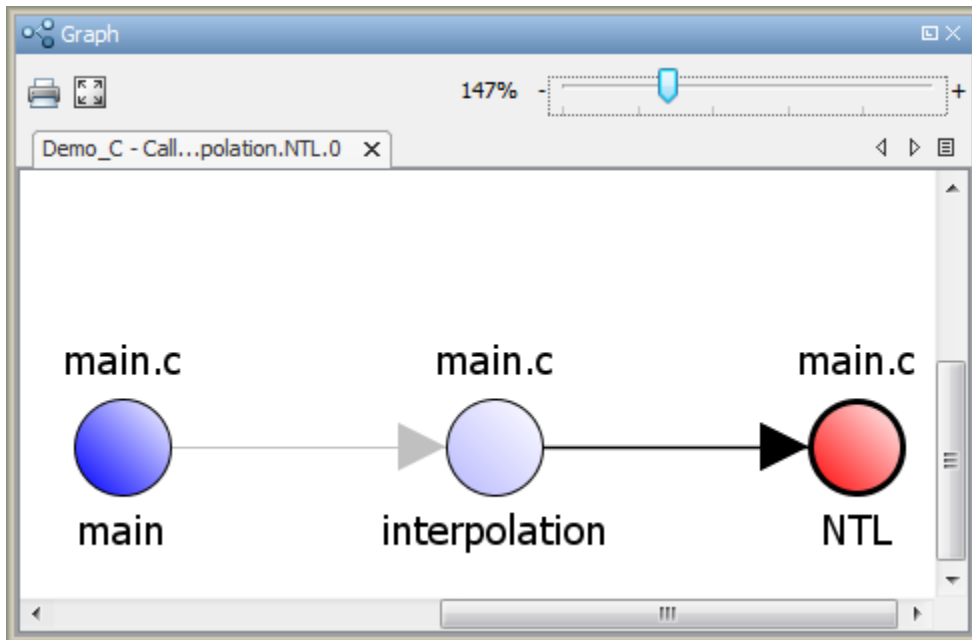 Graph
147% - +
Demo_C - Call...polation.NTL.0
main.c main.c main.c
main interpolation NTL